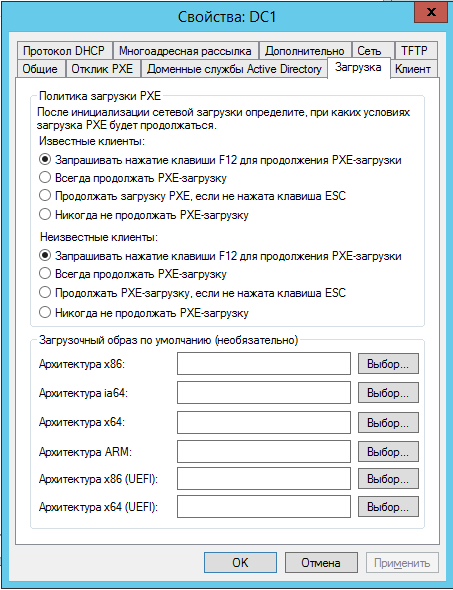 Свойства: DC1
x
Протокол DHCP Многоадресная рассылка Дополнительно Сеть TFTP
Общие Отклик PXE Доменные службы Active Directory Загрузка Клиент
Политика загрузки PXE
После инициализации сетевой загрузки определите, при каких условиях
загрузка PXE будет продолжаться.
Известные клиенты:
Запрашивать нажатие клавиши F12 для продолжения PXE-загрузки
Всегда продолжать PXE-загрузку
Продолжать загрузку PXE, если не нажата клавиша ESC
Никогда не продолжать PXE-загрузку
Неизвестные клиенты:
Запрашивать нажатие клавиши F12 для продолжения PXE-загрузки
Всегда продолжать PXE-загрузку
Продолжать PXE-загрузку, если не нажата клавиша ESC
Никогда не продолжать PXE-загрузку
Загрузочный образ по умолчанию (необязательно)
Архитектура x86: Выбор...
Архитектура ia64: Выбор...
Архитектура x64: Выбор...
Архитектура ARM: Выбор...
Архитектура x86 (UEFI): Выбор...
Архитектура x64 (UEFI): Выбор...
OK Отмена Применить